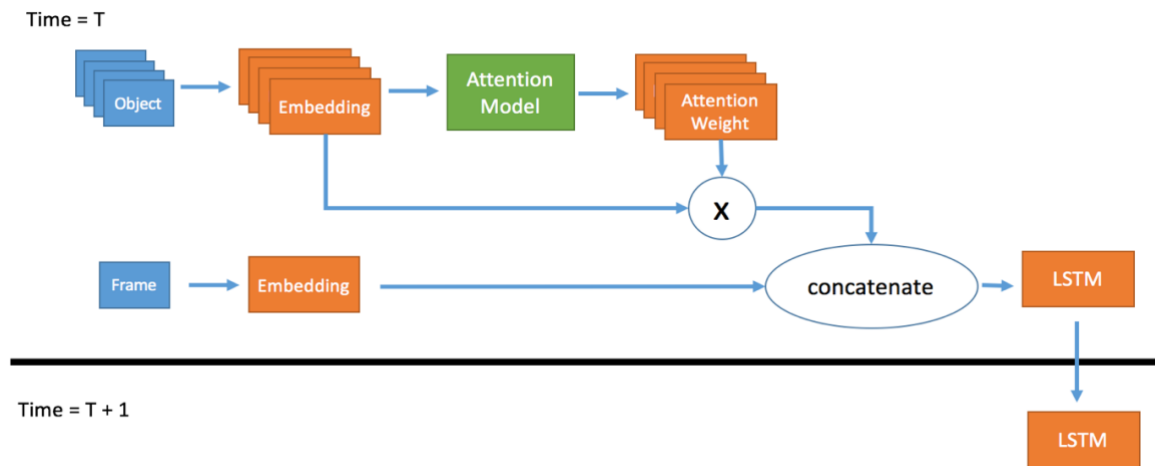 Time = T
Object
Embedding
Attention
Model
Attention
Weight
X
Frame
Embedding
concatenate
LSTM
Time = T + 1
LSTM